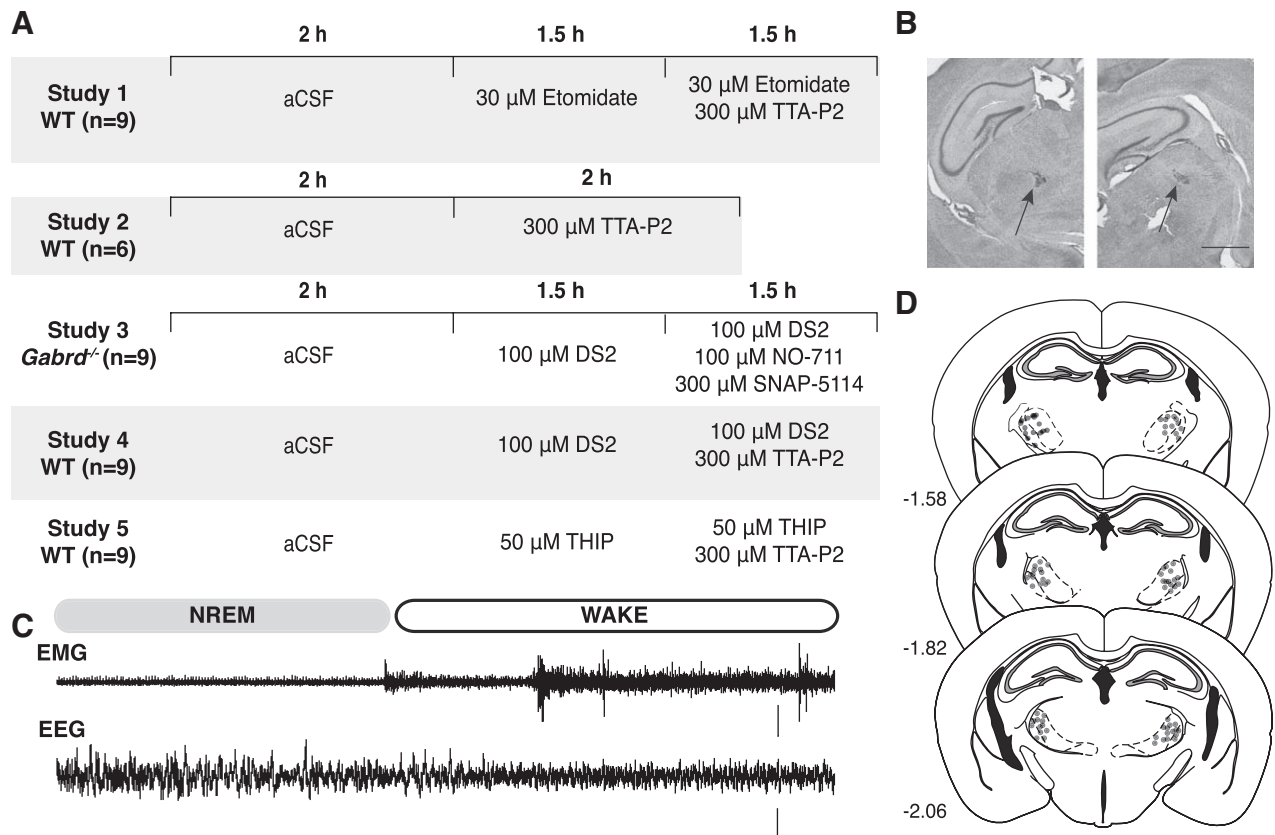 A
2 h 1.5 h 1.5 h
Study 1
WT (n=9)
aCSF
30 µM Etomidate
30 µM Etomidate
300 µM TTA-P2
2 h 2 h
Study 2
WT (n=6)
aCSF
300 µM TTA-P2
2 h 1.5 h 1.5 h
Study 3
Gabrd-/- (n=9)
aCSF
100 µM DS2
100 µM DS2
100 µM NO-711
300 µM SNAP-5114
Study 4
WT (n=9)
aCSF
100 µM DS2
100 µM DS2
300 µM TTA-P2
Study 5
WT (n=9)
aCSF
50 µM THIP
50 µM THIP
300 µM TTA-P2
B
C
NREM WAKE
EMG
EEG
D
-1.58
-1.82
-2.06